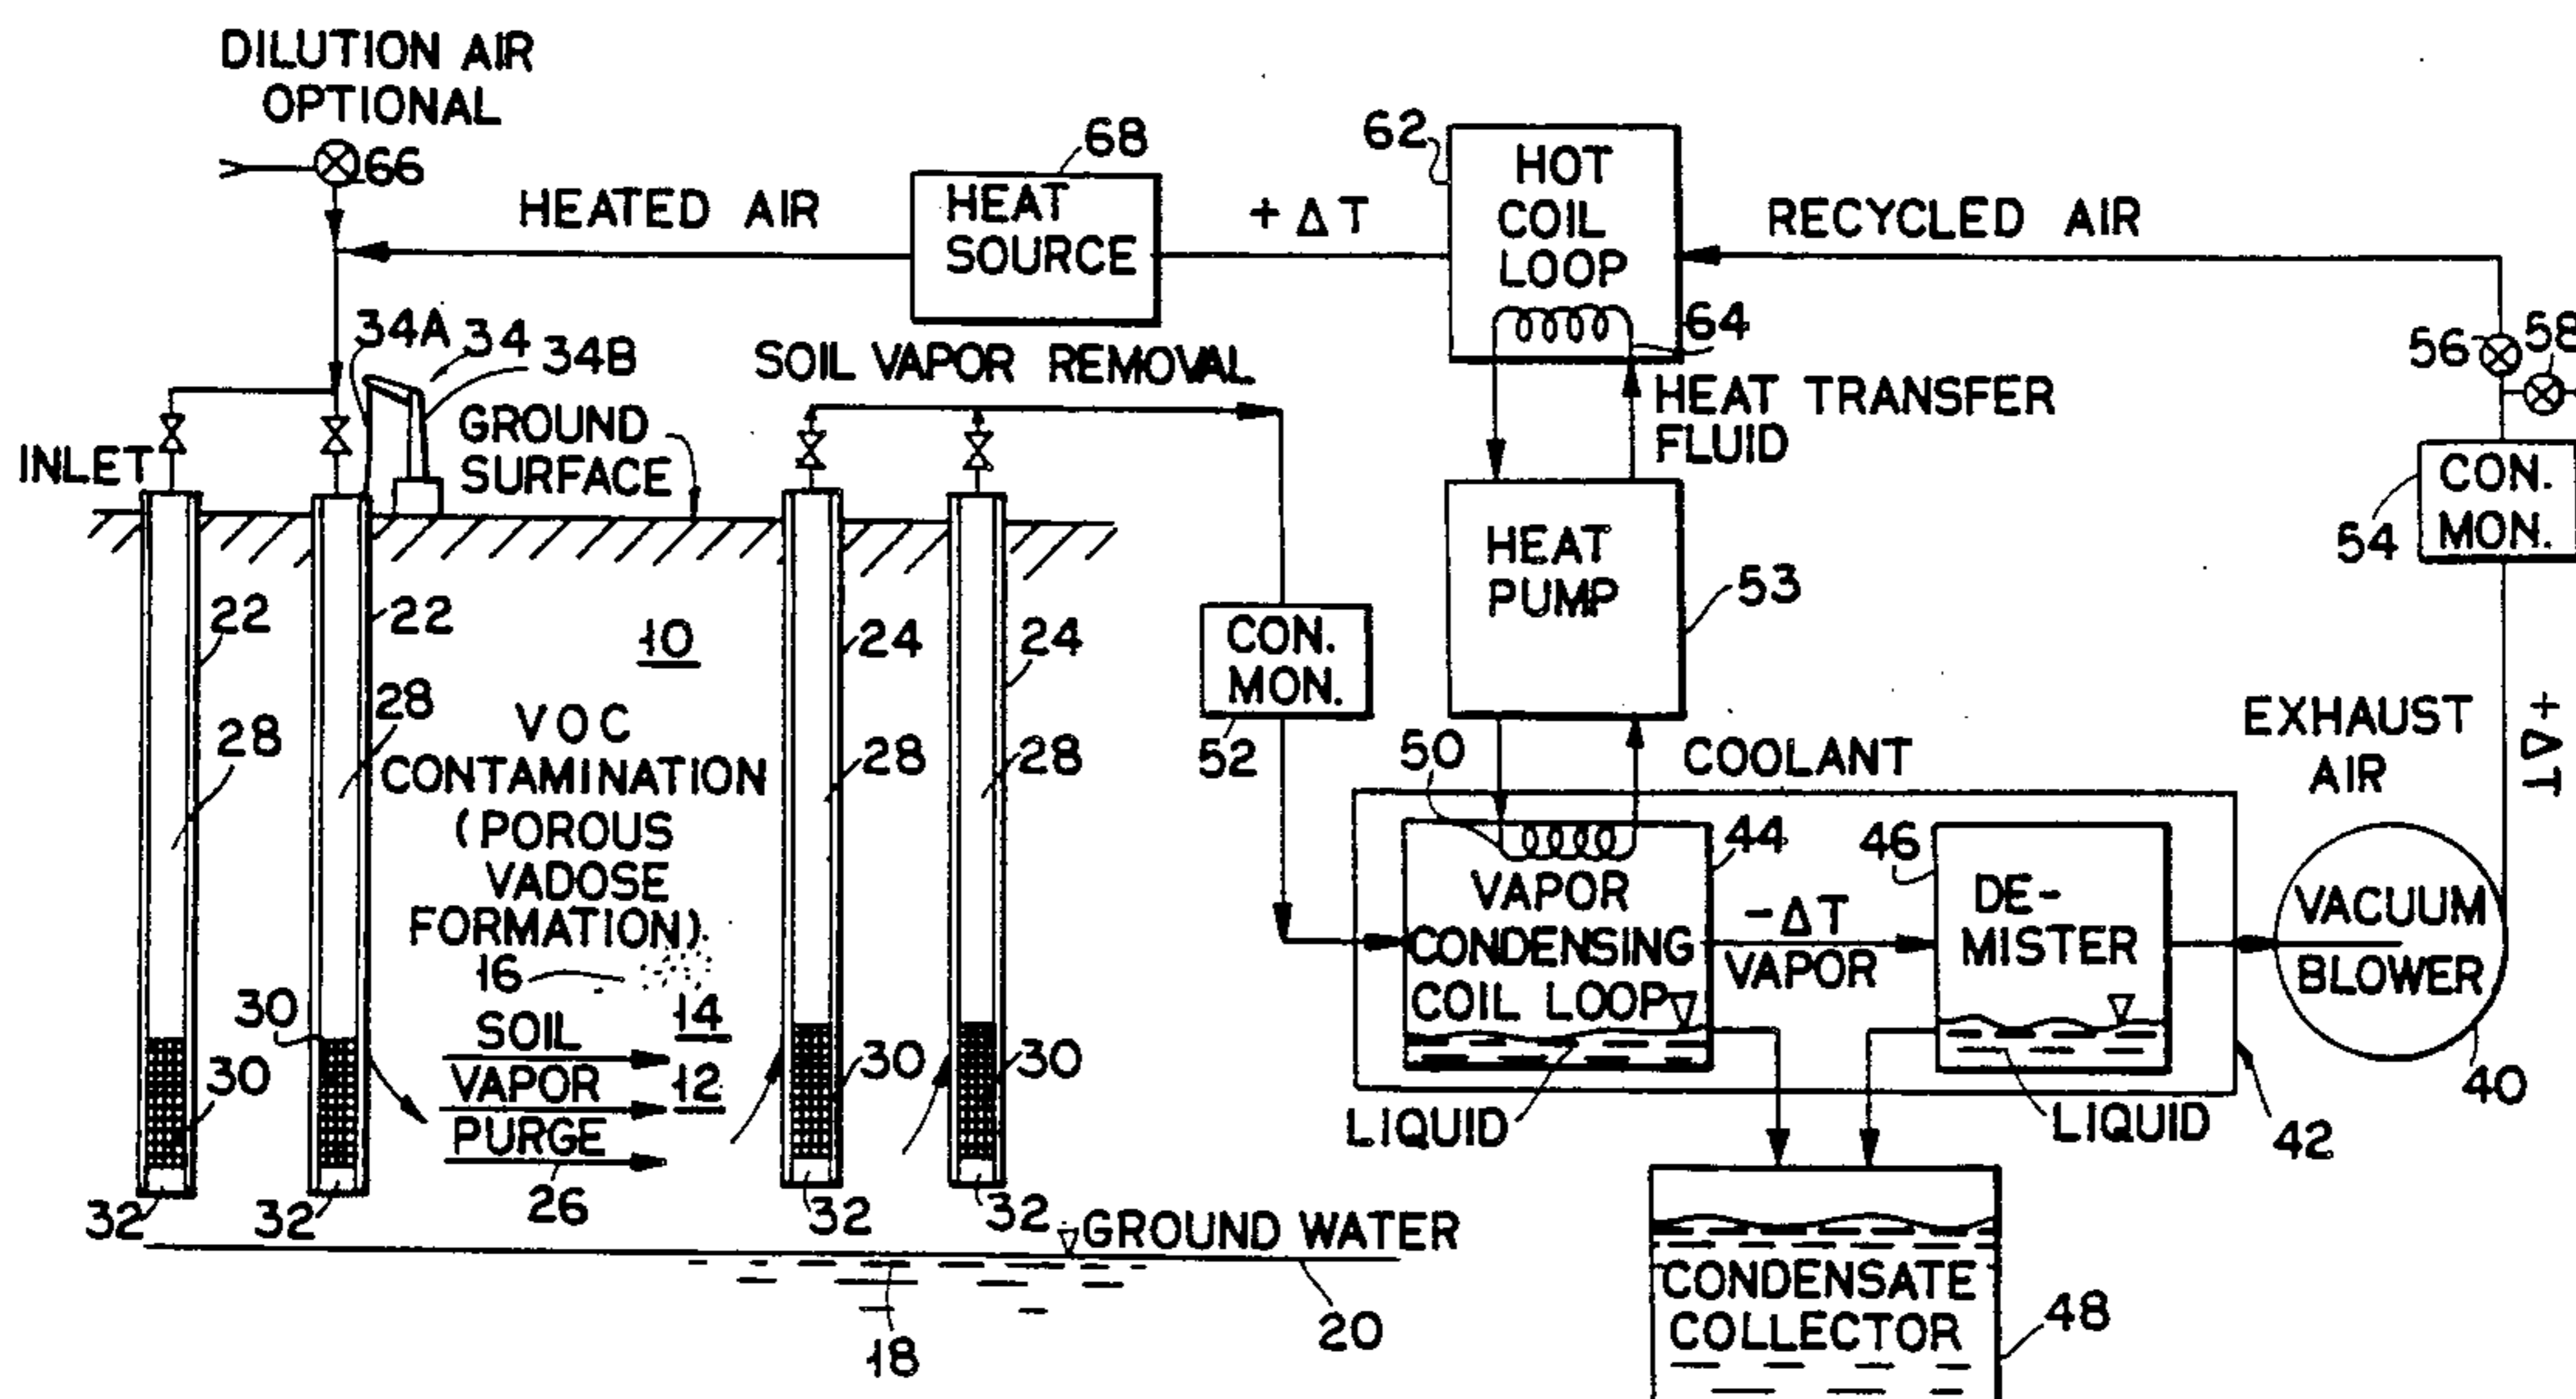 DILUTION AIR
OPTIONAL
66
HEATED AIR
68
HEAT
SOURCE
+ Δ T
62
HOT
COIL
LOOP
64
RECYCLED AIR
56
58
CON.
MON.
54
34A
34
34B
SOIL VAPOR REMOVAL
GROUND
SURFACE
INLET
HEAT TRANSFER
FLUID
HEAT
PUMP
53
CON.
MON.
52
22
22
10
24
24
28
28
28
28
VOC
CONTAMINATION
(POROUS
VADOSE
FORMATION)
16
14
SOIL
VAPOR
PURGE
12
26
30
30
30
30
32
32
32
32
GROUND WATER
18
20
50
COOLANT
VAPOR
CONDENSING
COIL LOOP
44
-ΔT
VAPOR
46
DE-
MISTER
EXHAUST
AIR
+ΔT
VACUUM
BLOWER
40
42
LIQUID
LIQUID
CONDENSATE
COLLECTOR
48